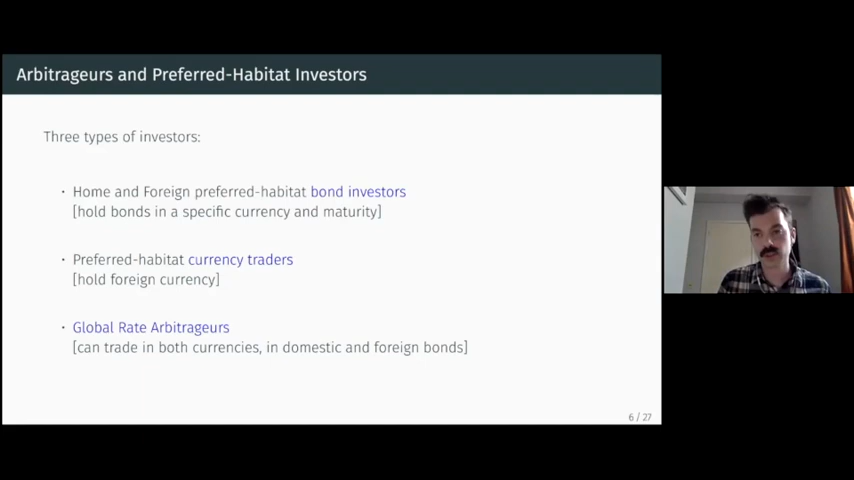 Arbitrageurs and Preferred-Habitat Investors
Three types of investors:
· Home and Foreign preferred-habitat bond investors
[hold bonds in a specific currency and maturity]
· Preferred-habitat currency traders
[hold foreign currency]
· Global Rate Arbitrageurs
[can trade in both currencies, in domestic and foreign bonds]
6 / 27